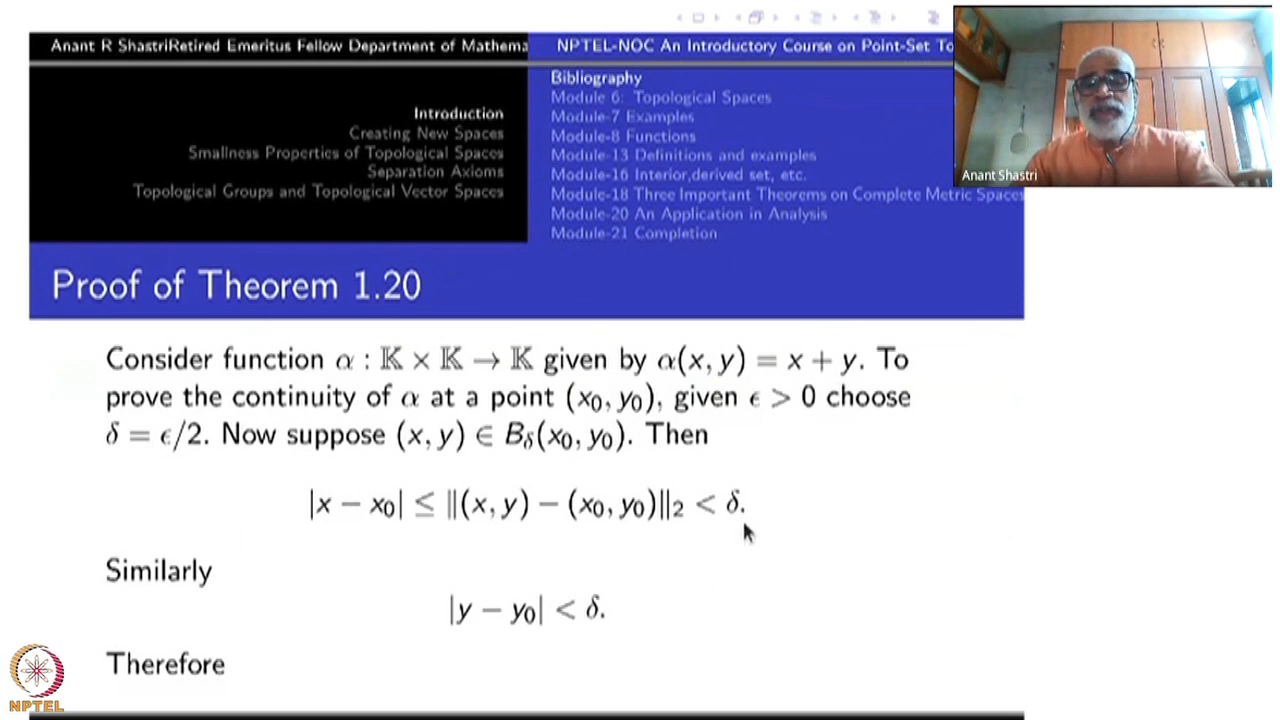 Anant R ShastriRetired Emeritus Fellow Department of Mathema
NPTEL-NOC An Introductory Course on Point-Set To
Introduction
Creating New Spaces
Smallness Properties of Topological Spaces
Separation Axioms
Topological Groups and Topological Vector Spaces
Bibliography
Module 6: Topological Spaces
Module-7 Examples
Module-8 Functions
Module-13 Definitions and examples
Module-16 Interior,derived set, etc.
Module-18 Three Important Theorems on Complete Metric Spaces
Module-20 An Application in Analysis
Module-21 Completion
Anant Shastri
Proof of Theorem 1.20
Consider function α : 𝕂 × 𝕂 → 𝕂 given by α(x, y) = x + y. To
prove the continuity of α at a point (x₀, y₀), given ϵ > 0 choose
δ = ϵ/2. Now suppose (x, y) ∈ B_δ(x₀, y₀). Then
|x − x₀| ≤ ‖(x, y) − (x₀, y₀)‖₂ < δ.
Similarly
|y − y₀| < δ.
Therefore
NPTEL